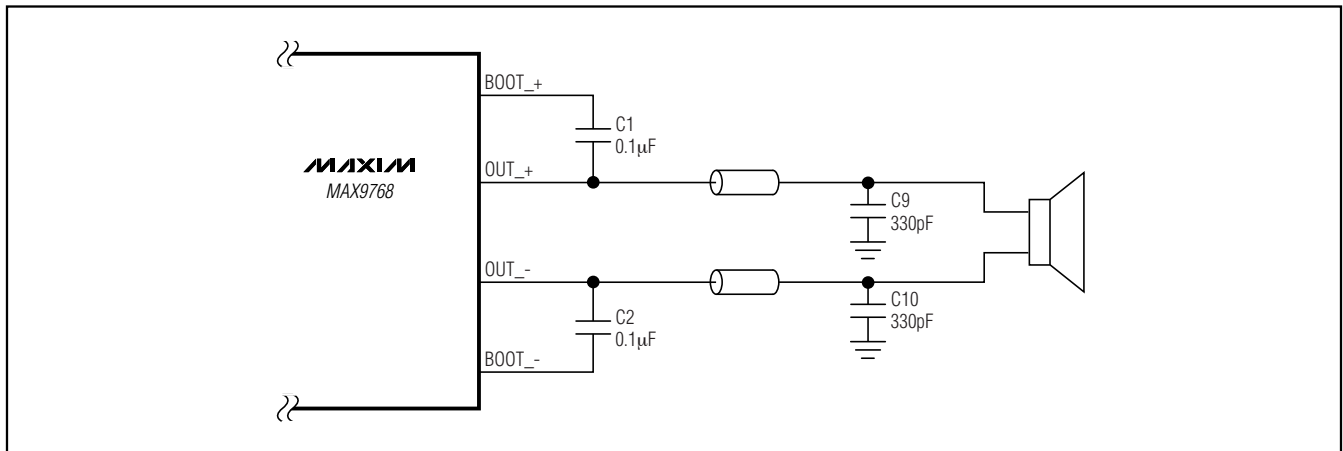 BOOT_+
C1
0.1μF
MAXIM
MAX9768
OUT_+
C9
330pF
OUT_-
C10
330pF
C2
0.1μF
BOOT_-